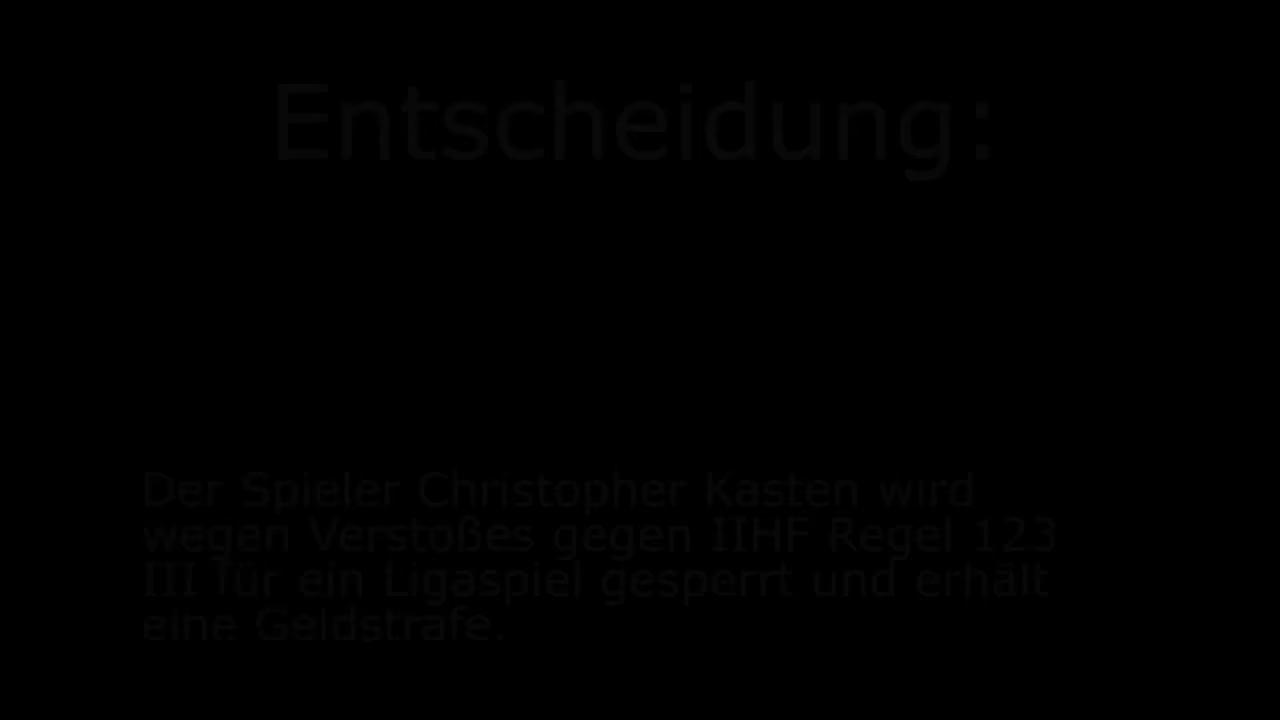 Entscheidung:
Der Spieler Christopher Kasten wird
wegen Verstoßes gegen IIHF Regel 123
III für ein Ligaspiel gesperrt und erhält
eine Geldstrafe.